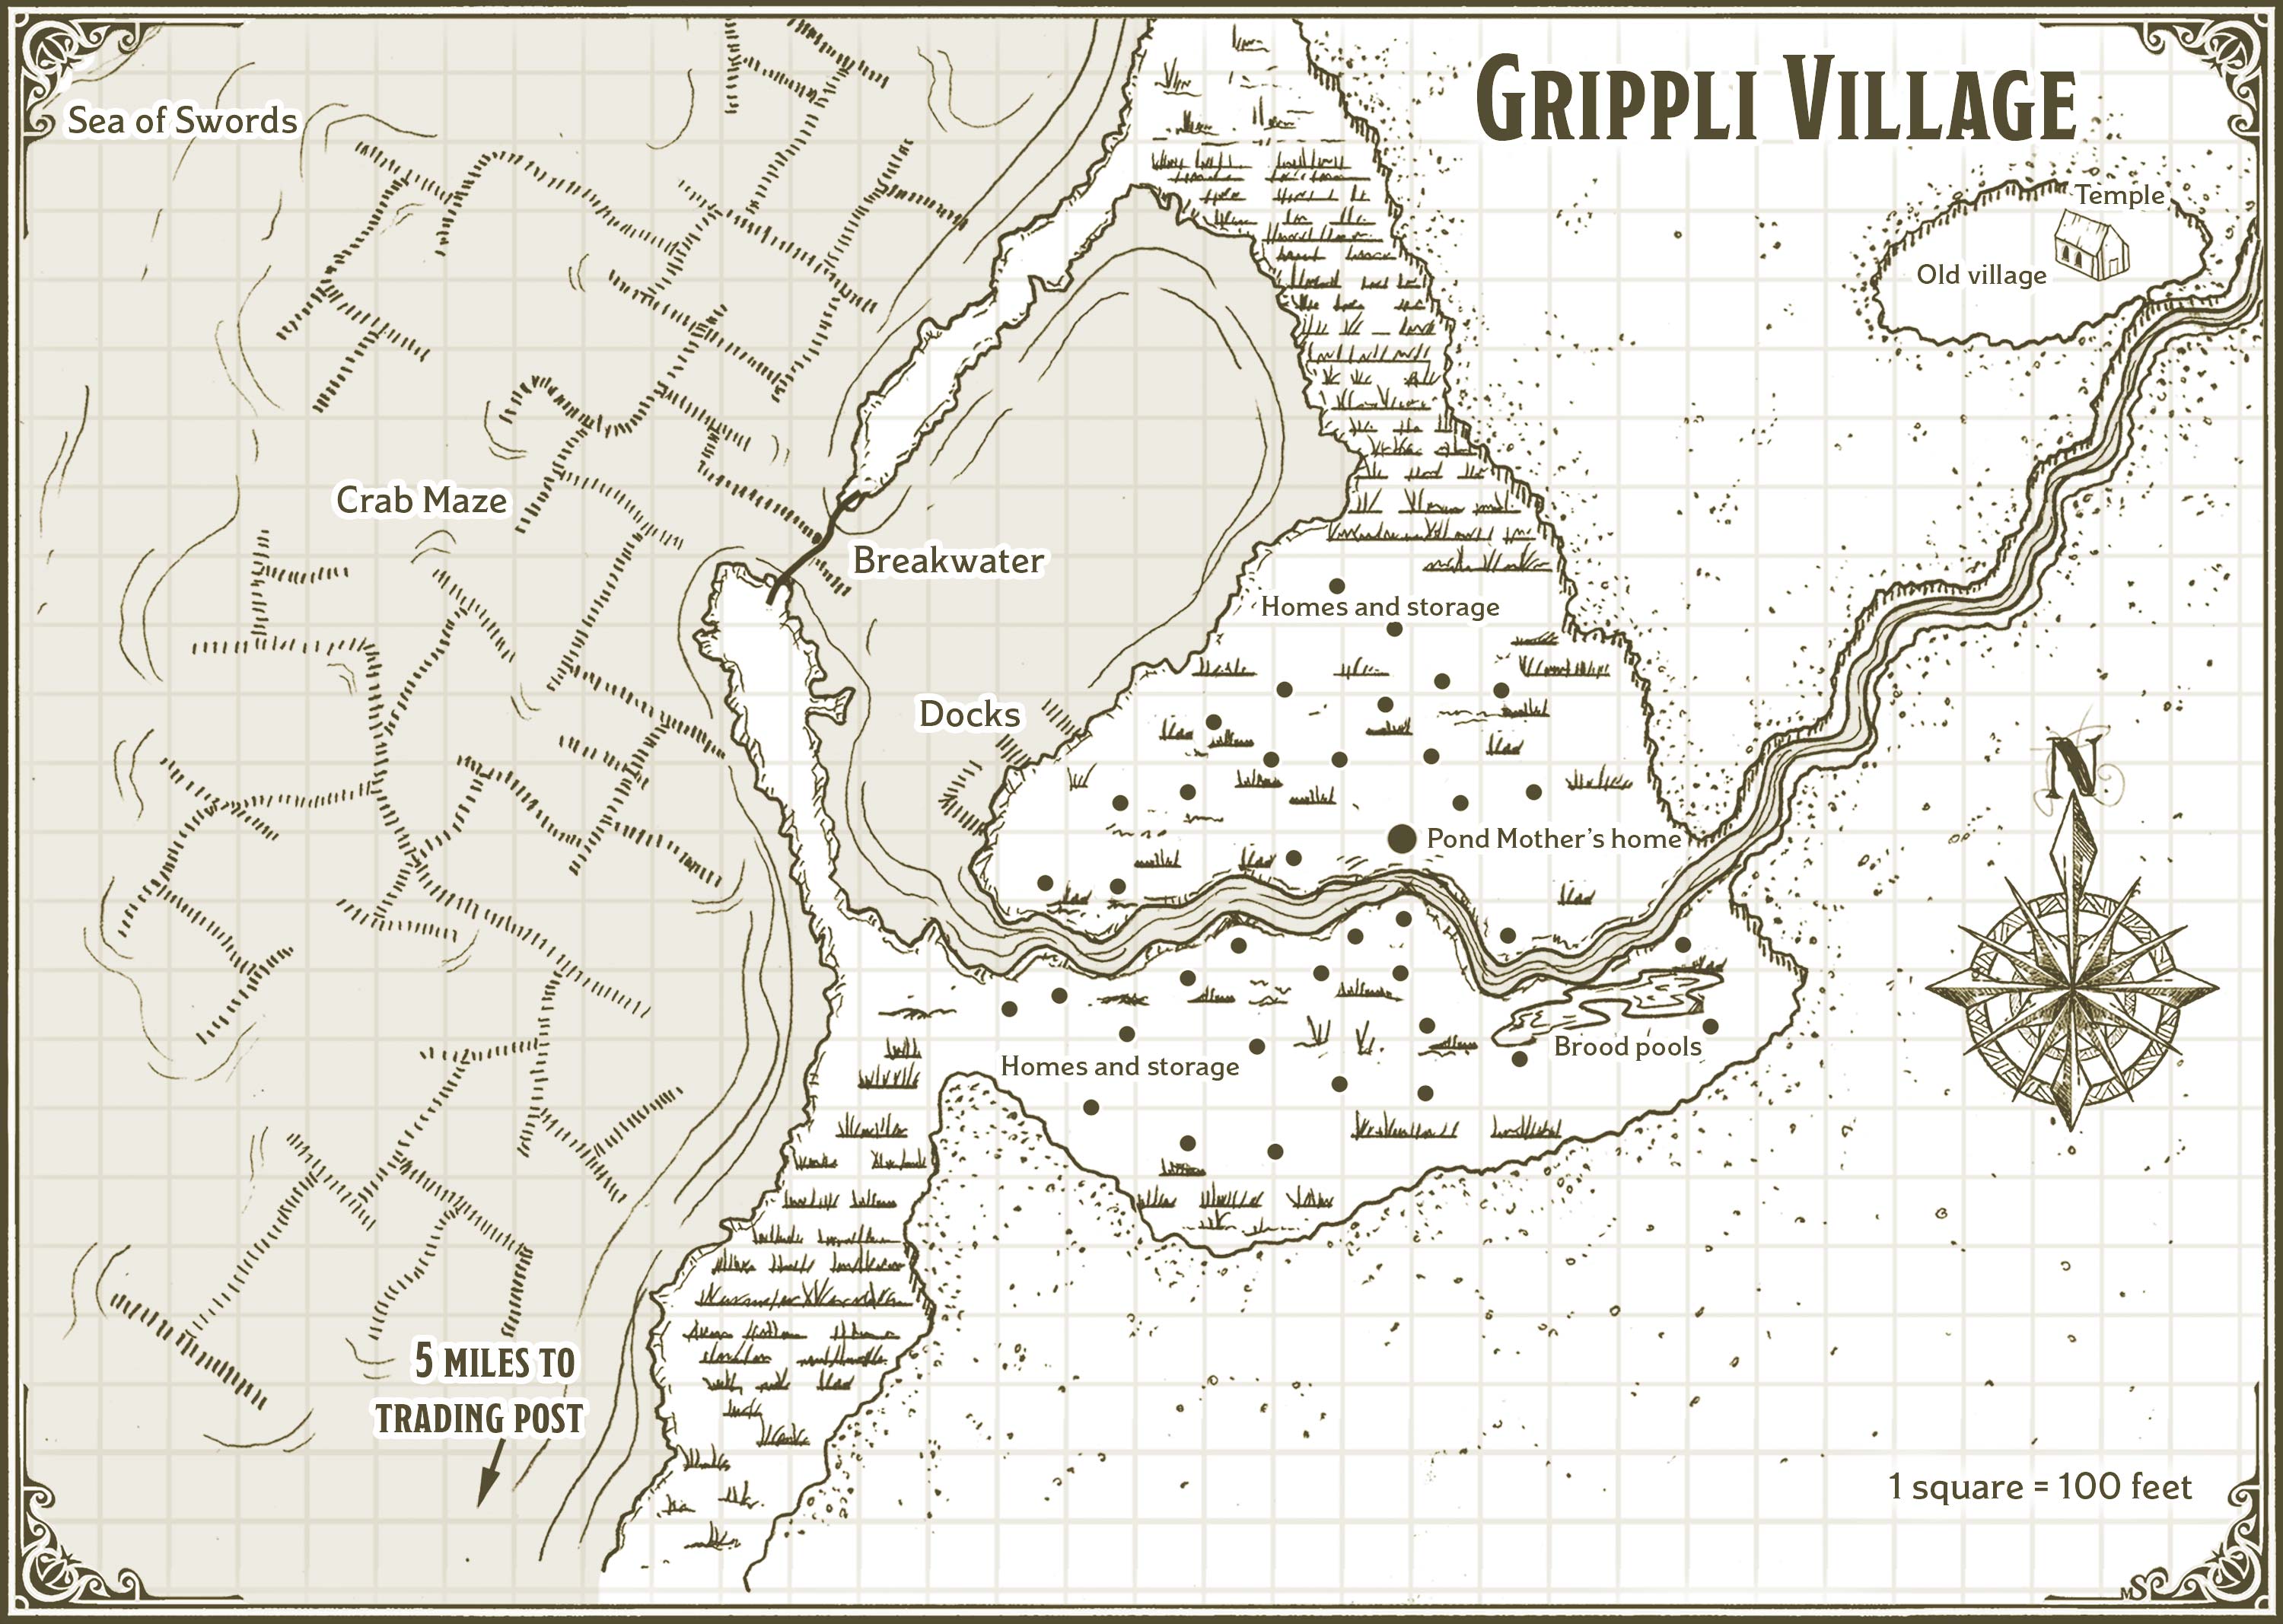 GRIPPLI VILLAGE
Sea of Swords
Temple
Old village
Crab Maze
Breakwater
Homes and storage
Docks
N
Pond Mother's home
Brood pools
Homes and storage
5 MILES TO
TRADING POST
1 square = 100 feet